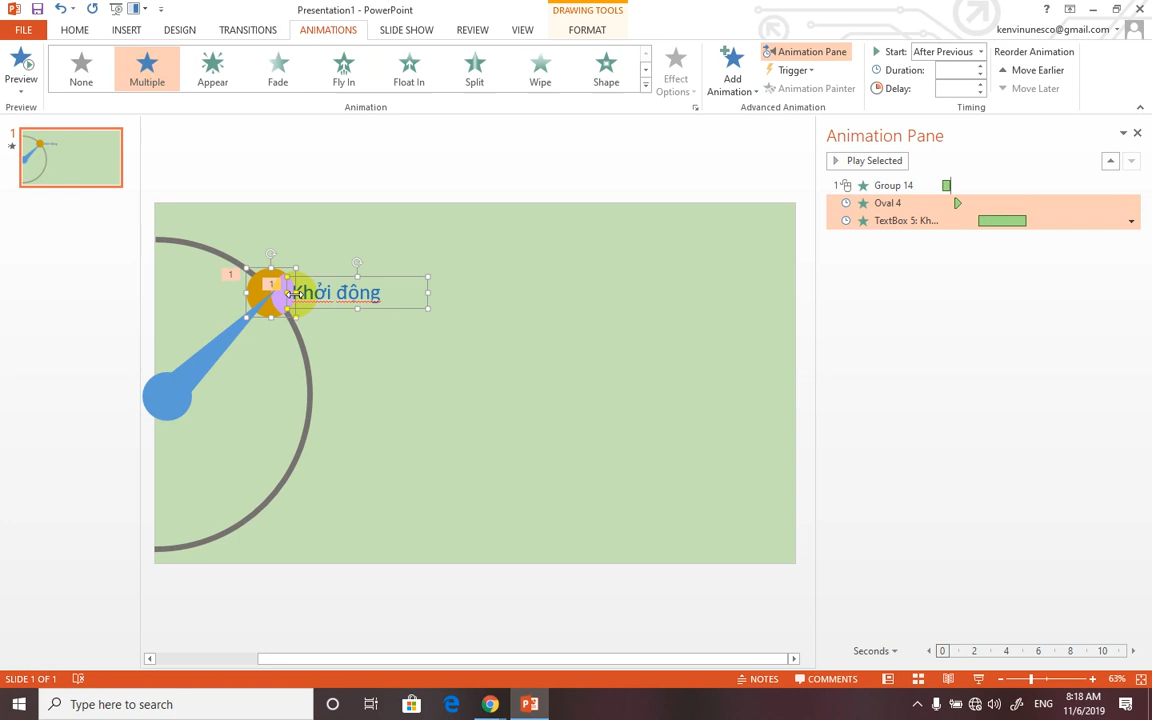 Presentation1 - PowerPoint
DRAWING TOOLS
FILE HOME INSERT DESIGN TRANSITIONS ANIMATIONS SLIDE SHOW REVIEW VIEW FORMAT
kenvinunesco@gmail.com
Preview
None Multiple Appear Fade Fly In Float In Split Wipe Shape
Effect Options
Add Animation
Animation Pane
Trigger
Animation Painter
Start: After Previous
Duration:
Delay:
Reorder Animation
Move Earlier
Move Later
Preview Animation Advanced Animation Timing
1
Animation Pane
Play Selected
1 Group 14
Oval 4
TextBox 5: Kh...
1
1
Khởi động
Seconds 0 2 4 6 8 10
SLIDE 1 OF 1 NOTES COMMENTS 63%
Type here to search
ENG
8:18 AM
11/6/2019